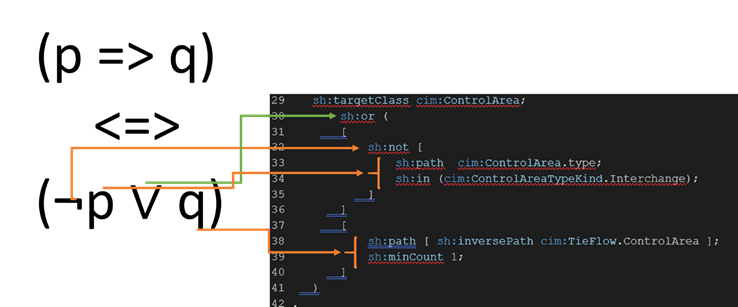 (p => q)
<=>
(¬p ∨ q)
29 sh:targetClass cim:ControlArea;
30 sh:or (
31 [
32 sh:not [
33 sh:path cim:ControlArea.type;
34 sh:in (cim:ControlAreaTypeKind.Interchange);
35 ]
36 ]
37 [
38 sh:path [ sh:inversePath cim:TieFlow.ControlArea ];
39 sh:minCount 1;
40 ]
41 )
42 .